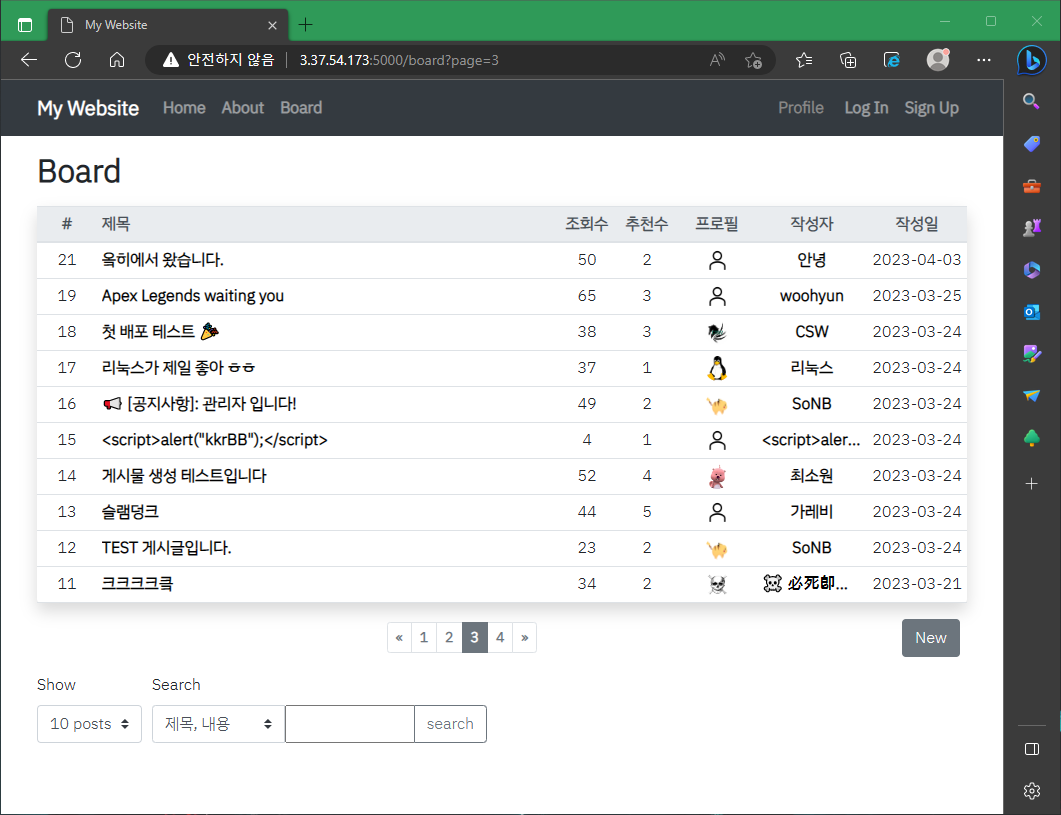 My Website
안전하지 않음 | 3.37.54.173:5000/board?page=3
My Website Home About Board Profile Log In Sign Up
Board
# 제목 조회수 추천수 프로필 작성자 작성일
21 옥히에서 왔습니다. 50 2 안녕 2023-04-03
19 Apex Legends waiting you 65 3 woohyun 2023-03-25
18 첫 배포 테스트 🎉 38 3 CSW 2023-03-24
17 리눅스가 제일 좋아 ㅎㅎ 37 1 리눅스 2023-03-24
16 📢 [공지사항]: 관리자 입니다! 49 2 SoNB 2023-03-24
15 <script>alert("kkrBB");</script> 4 1 <script>aler... 2023-03-24
14 게시물 생성 테스트입니다 52 4 최소원 2023-03-24
13 슬램덩크 44 5 가레비 2023-03-24
12 TEST 게시글입니다. 23 2 SoNB 2023-03-24
11 크크크크킄 34 2 ☠ 必死卽... 2023-03-21
« 1 2 3 4 » New
Show Search
10 posts 제목, 내용 search